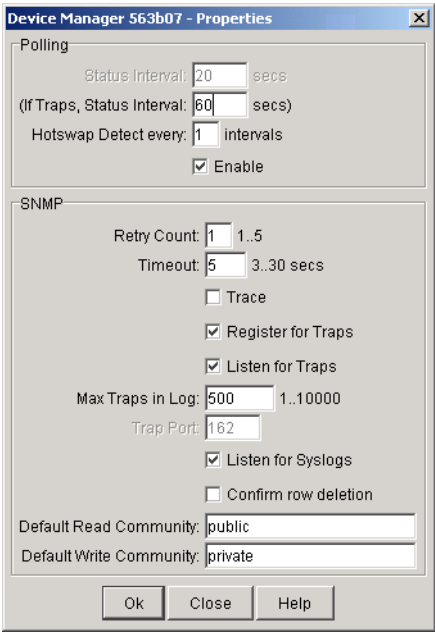 Device Manager 563b07 - Properties
Polling
Status Interval: 20 secs
(If Traps, Status Interval: 60 secs)
Hotswap Detect every: 1 intervals
Enable
SNMP
Retry Count: 1 1..5
Timeout: 5 3..30 secs
Trace
Register for Traps
Listen for Traps
Max Traps in Log: 500 1..10000
Trap Port: 162
Listen for Syslogs
Confirm row deletion
Default Read Community: public
Default Write Community: private
Ok Close Help